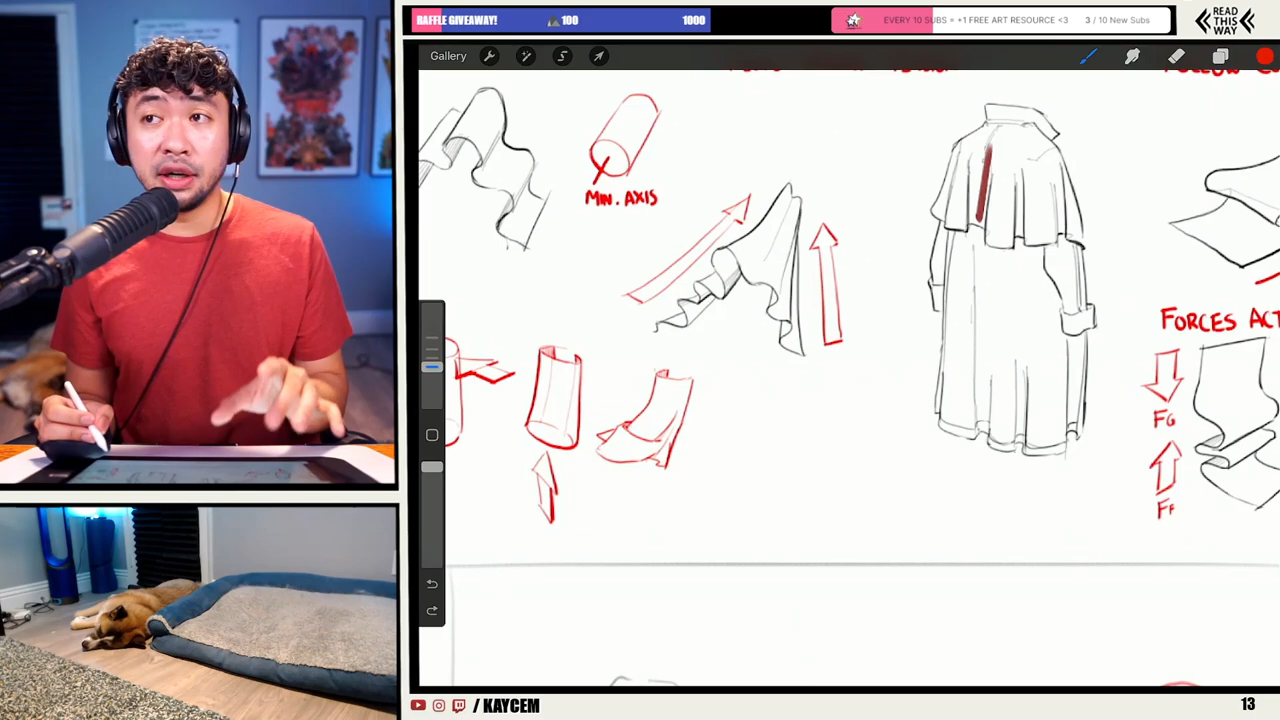 RAFFLE GIVEAWAY!
100
1000
EVERY 10 SUBS = +1 FREE ART RESOURCE <3
3 / 10 New Subs
READ
THIS
WAY
Gallery
FOLLOW
MIN. AXIS
FORCES ACT
FG
FF
/ KAYCEM
13